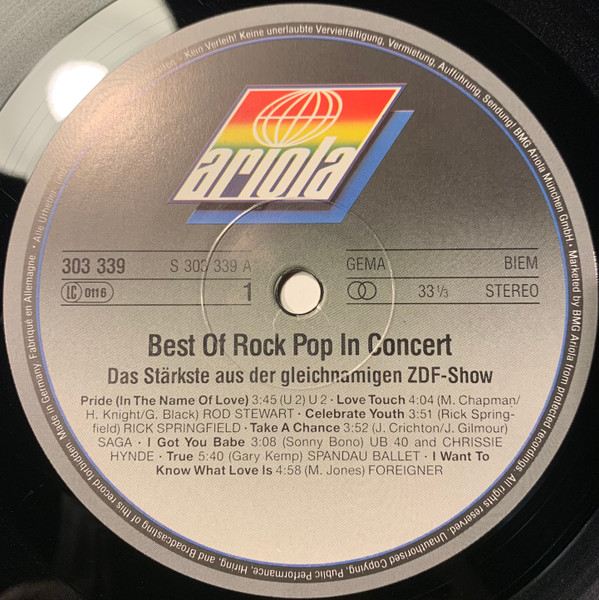 ariola
303 339
S 303 339 A
LC 0116
1
GEMA
BIEM
33 1/3
STEREO
Best Of Rock Pop In Concert
Das Stärkste aus der gleichnamigen ZDF-Show
Pride (In The Name Of Love) 3:45 (U 2) U 2 · Love Touch 4:04 (M. Chapman/
H. Knight/G. Black) ROD STEWART · Celebrate Youth 3:51 (Rick Spring-
field) RICK SPRINGFIELD · Take A Chance 3:52 (J. Crichton/J. Gilmour)
SAGA · I Got You Babe 3:08 (Sonny Bono) UB 40 and CHRISSIE
HYNDE · True 5:40 (Gary Kemp) SPANDAU BALLET · I Want To
Know What Love Is 4:58 (M. Jones) FOREIGNER
Made in Germany. Fabriqué en Allemagne. • Alle Urheber- · Kein Verleih! Keine unerlaubte Vervielfältigung, Vermietung, Aufführung, Sendung! BMG Ariola München GmbH. • Marketed by BMG Ariola from protected recordings. Unauthorised Copying, Public Performance, Hiring, and Broadcasting of this record forbidden.